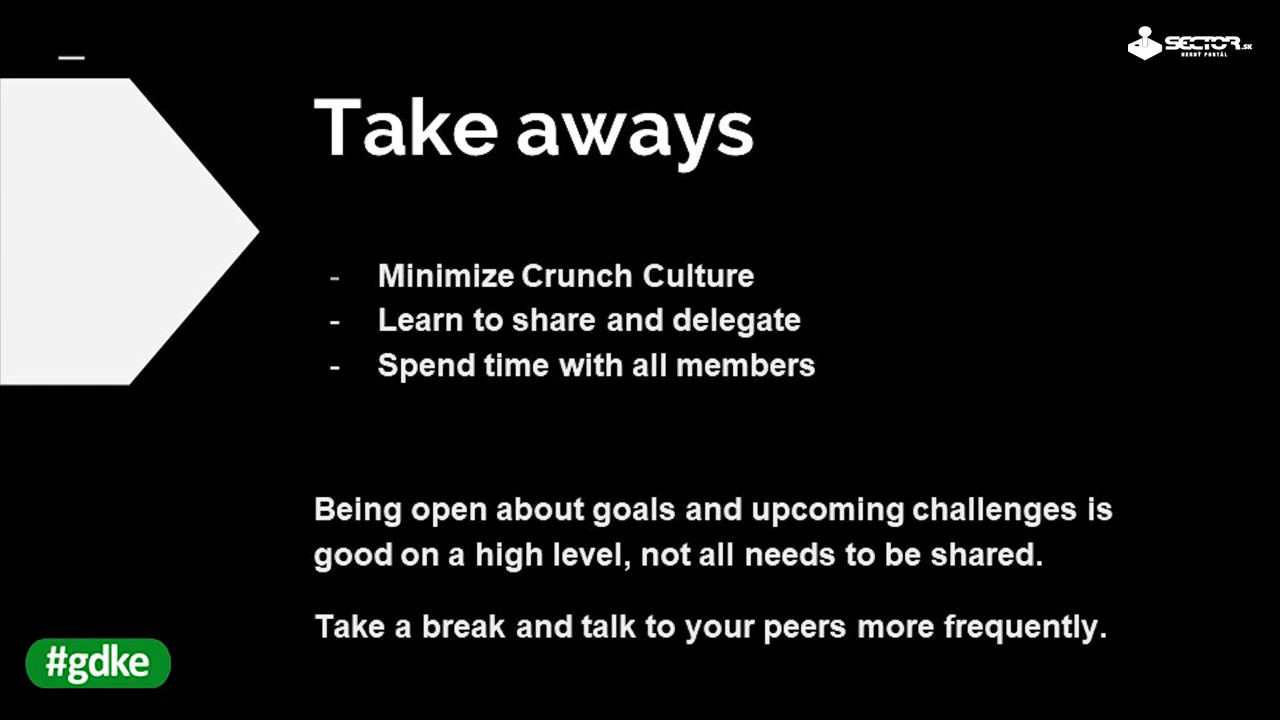 SECTOR.SK
HERNÝ PORTÁL
Take aways
- Minimize Crunch Culture
- Learn to share and delegate
- Spend time with all members
Being open about goals and upcoming challenges is
good on a high level, not all needs to be shared.
Take a break and talk to your peers more frequently.
#gdke